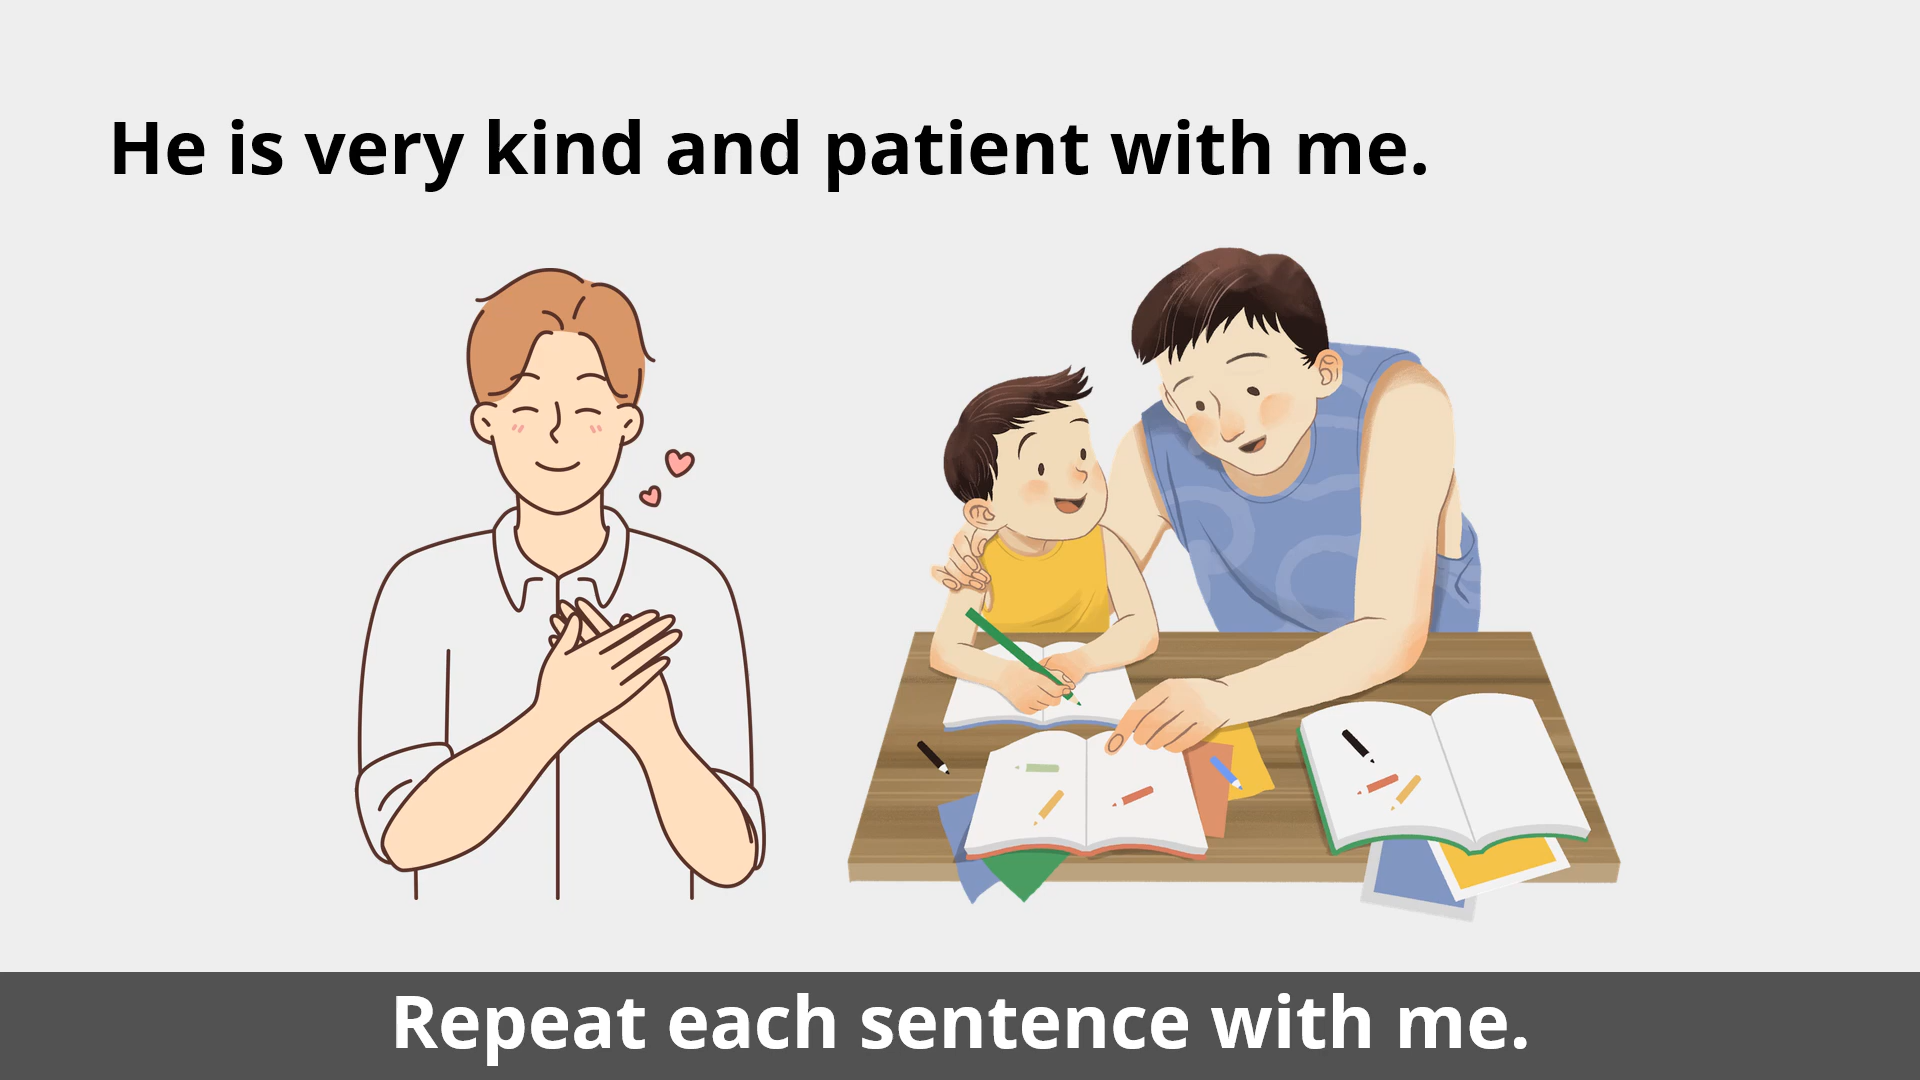 He is very kind and patient with me.
Repeat each sentence with me.